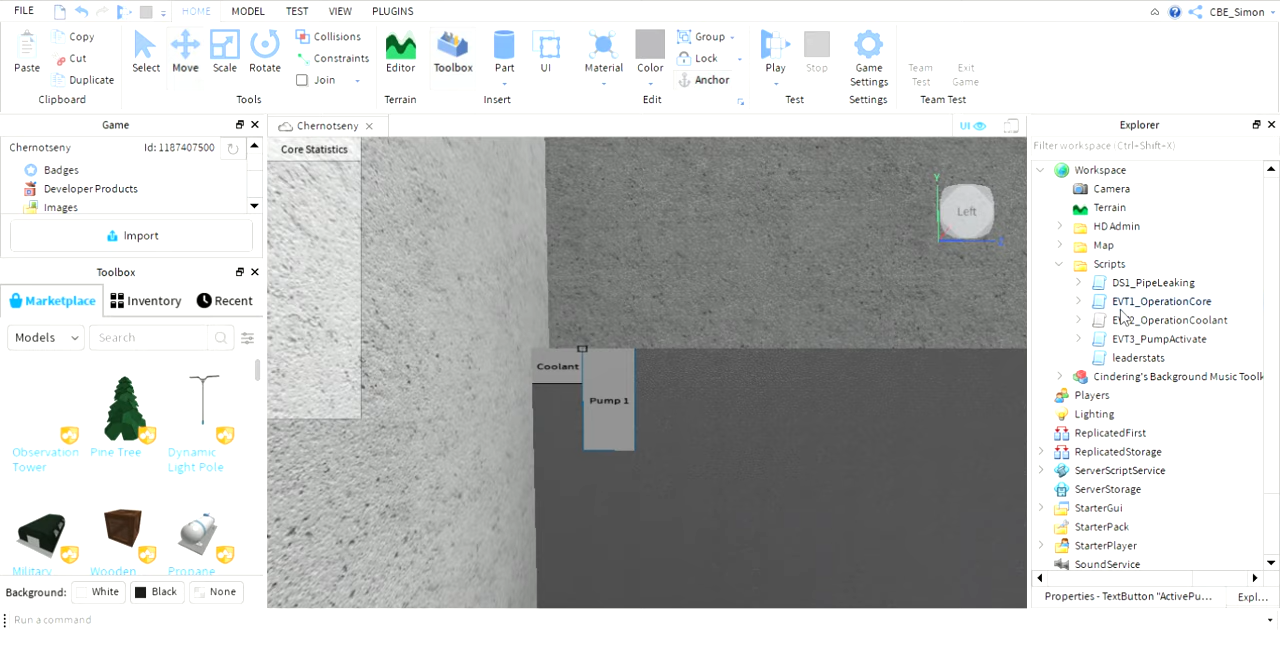 FILE HOME MODEL TEST VIEW PLUGINS CBE_Simon
Paste Copy Cut Duplicate Select Move Scale Rotate Collisions Constraints Join Editor Toolbox Part UI Material Color Group Lock Anchor Play Stop Game Settings Team Test Exit Game
Clipboard Tools Terrain Insert Edit Test Settings Team Test
Game
Chernotseny Id: 1187407500
Badges
Developer Products
Images
Import
Toolbox
Marketplace Inventory Recent
Models Search
Observation Tower
Pine Tree
Dynamic Light Pole
Military
Wooden
Propane
Background: White Black None
Run a command
Chernotseny UI
Core Statistics
Coolant
Pump 1
Left
Y
Explorer
Filter workspace (Ctrl+Shift+X)
Workspace
Camera
Terrain
HD Admin
Map
Scripts
DS1_PipeLeaking
EVT1_OperationCore
EVT2_OperationCoolant
EVT3_PumpActivate
leaderstats
Cindering's Background Music Toolk
Players
Lighting
ReplicatedFirst
ReplicatedStorage
ServerScriptService
ServerStorage
StarterGui
StarterPack
StarterPlayer
SoundService
Properties - TextButton "ActivePu... Expl...